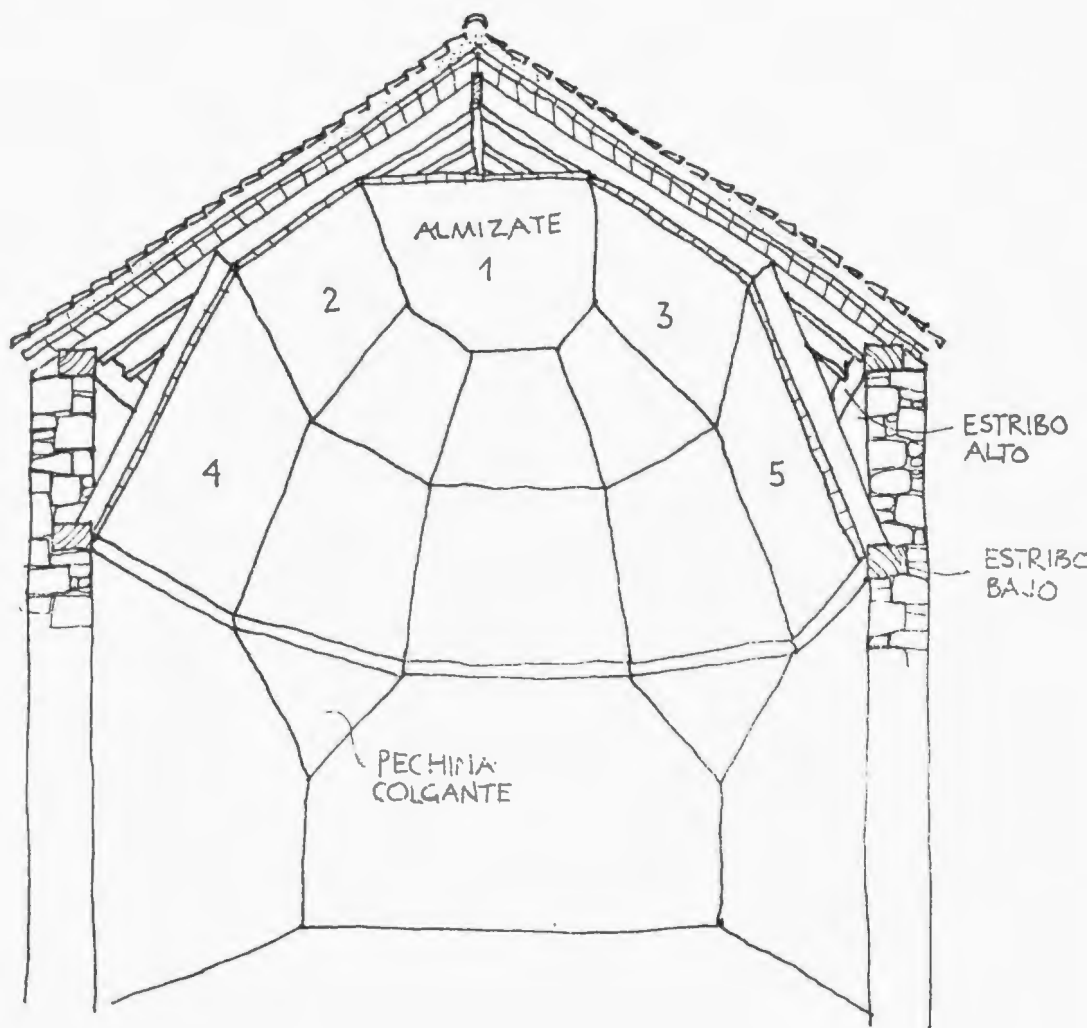 ALMIZATE
1
2
3
4
5
ESTRIBO
ALTO
ESTRIBO
BAJO
PECHINA
COLGANTE